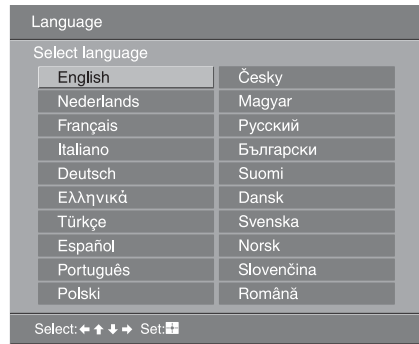 Language
Select language
English Česky
Nederlands Magyar
Français Русский
Italiano Български
Deutsch Suomi
Ελληνικἀ Dansk
Türkçe Svenska
Español Norsk
Português Slovenčina
Polski Română
Select: Set: